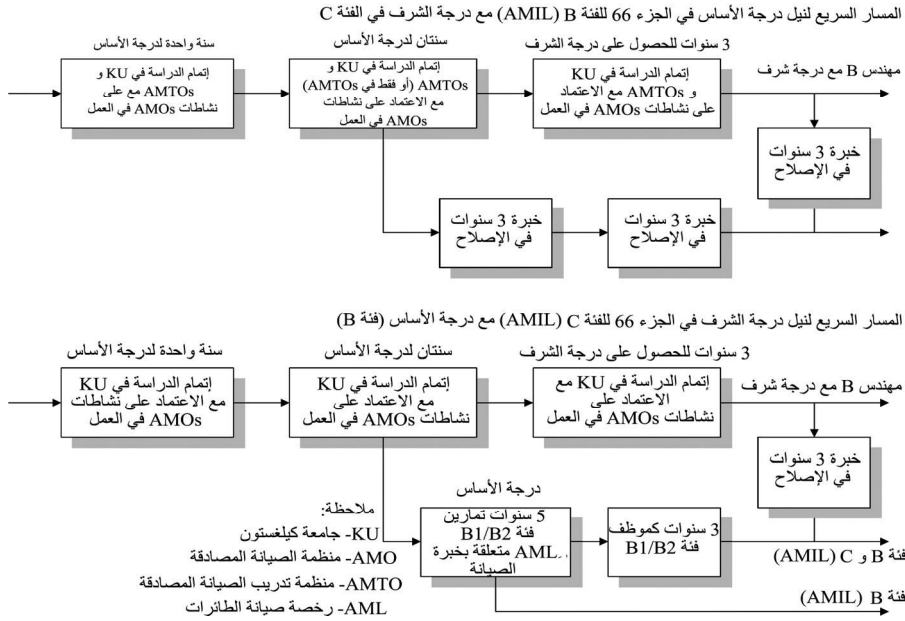 المسار السريع لنيل درجة الأساس في الجزء 66 للفئة B (AMIL) مع درجة الشرف في الفئة C
سنة واحدة لدرجة الأساس
إتمام الدراسة في KU و
AMTOs مع على
نشاطات AMOs في العمل
سنتان لدرجة الأساس
إتمام الدراسة في KU و
AMTOs (أو فقط في AMTOs)
مع الاعتماد على نشاطات
AMOs في العمل
3 سنوات للحصول على درجة الشرف
إتمام الدراسة في KU
و AMTOs مع الاعتماد
على نشاطات AMOs في العمل
مهندس B مع درجة شرف
خبرة 3 سنوات
في الإصلاح
خبرة 3 سنوات
في الإصلاح
خبرة 3 سنوات
في الإصلاح
المسار السريع لنيل درجة الشرف في الجزء 66 للفئة C (AMIL) مع درجة الأساس (فئة B)
سنة واحدة لدرجة الأساس
إتمام الدراسة في KU
مع الاعتماد على نشاطات
AMOs في العمل
سنتان لدرجة الأساس
إتمام الدراسة في KU
مع الاعتماد على
نشاطات AMOs في العمل
3 سنوات للحصول على درجة الشرف
إتمام الدراسة في KU مع
الاعتماد على
نشاطات AMOs في العمل
مهندس B مع درجة شرف
خبرة 3 سنوات
في الإصلاح
درجة الأساس
5 سنوات تمارين
فئة B1/B2
AML متعلقة بخبرة
الصيانة
3 سنوات كموظف
فئة B1/B2
فئة B و C (AMIL)
فئة B (AMIL)
ملاحظة:
KU- جامعة كيلغستون
AMO- منظمة الصيانة المصادقة
AMTO- منظمة تدريب الصيانة المصادقة
AML- رخصة صيانة الطائرات